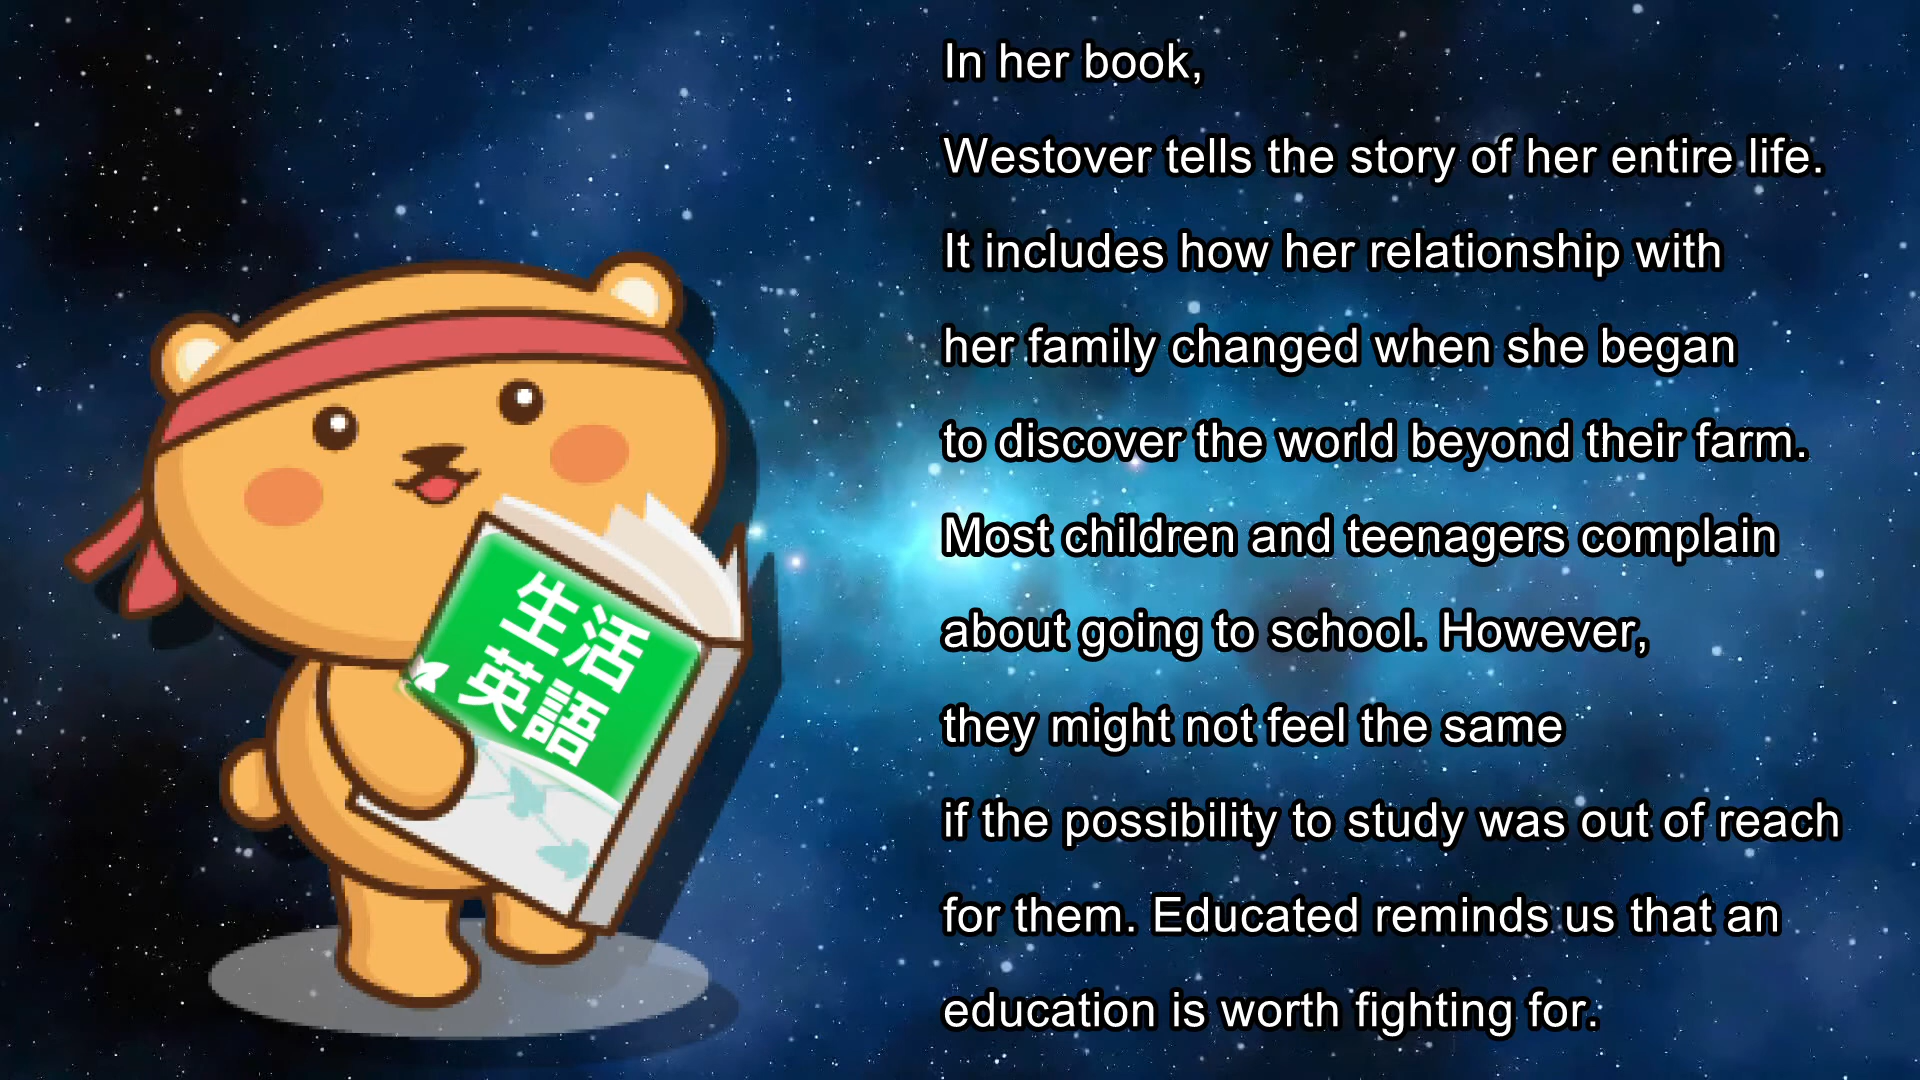 In her book,
Westover tells the story of her entire life.
It includes how her relationship with
her family changed when she began
to discover the world beyond their farm.
Most children and teenagers complain
about going to school. However,
they might not feel the same
if the possibility to study was out of reach
for them. Educated reminds us that an
education is worth fighting for.
生活
英語